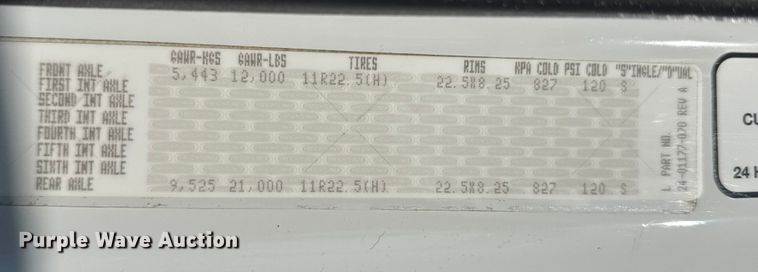 GAWR-KGS GAWR-LBS TIRES RIMS KPA COLD PSI COLD "S"INGLE/"D"UAL
FRONT AXLE 5,443 12,000 11R22.5(H) 22.5X8.25 827 120 S
FIRST INT AXLE
SECOND INT AXLE
THIRD INT AXLE
FOURTH INT AXLE
FIFTH INT AXLE
SIXTH INT AXLE
REAR AXLE 9,525 21,000 11R22.5(H) 22.5X8.25 827 120 S
L PART NO.
24-01177-070 REV A
CU
24 H
Purple Wave Auction